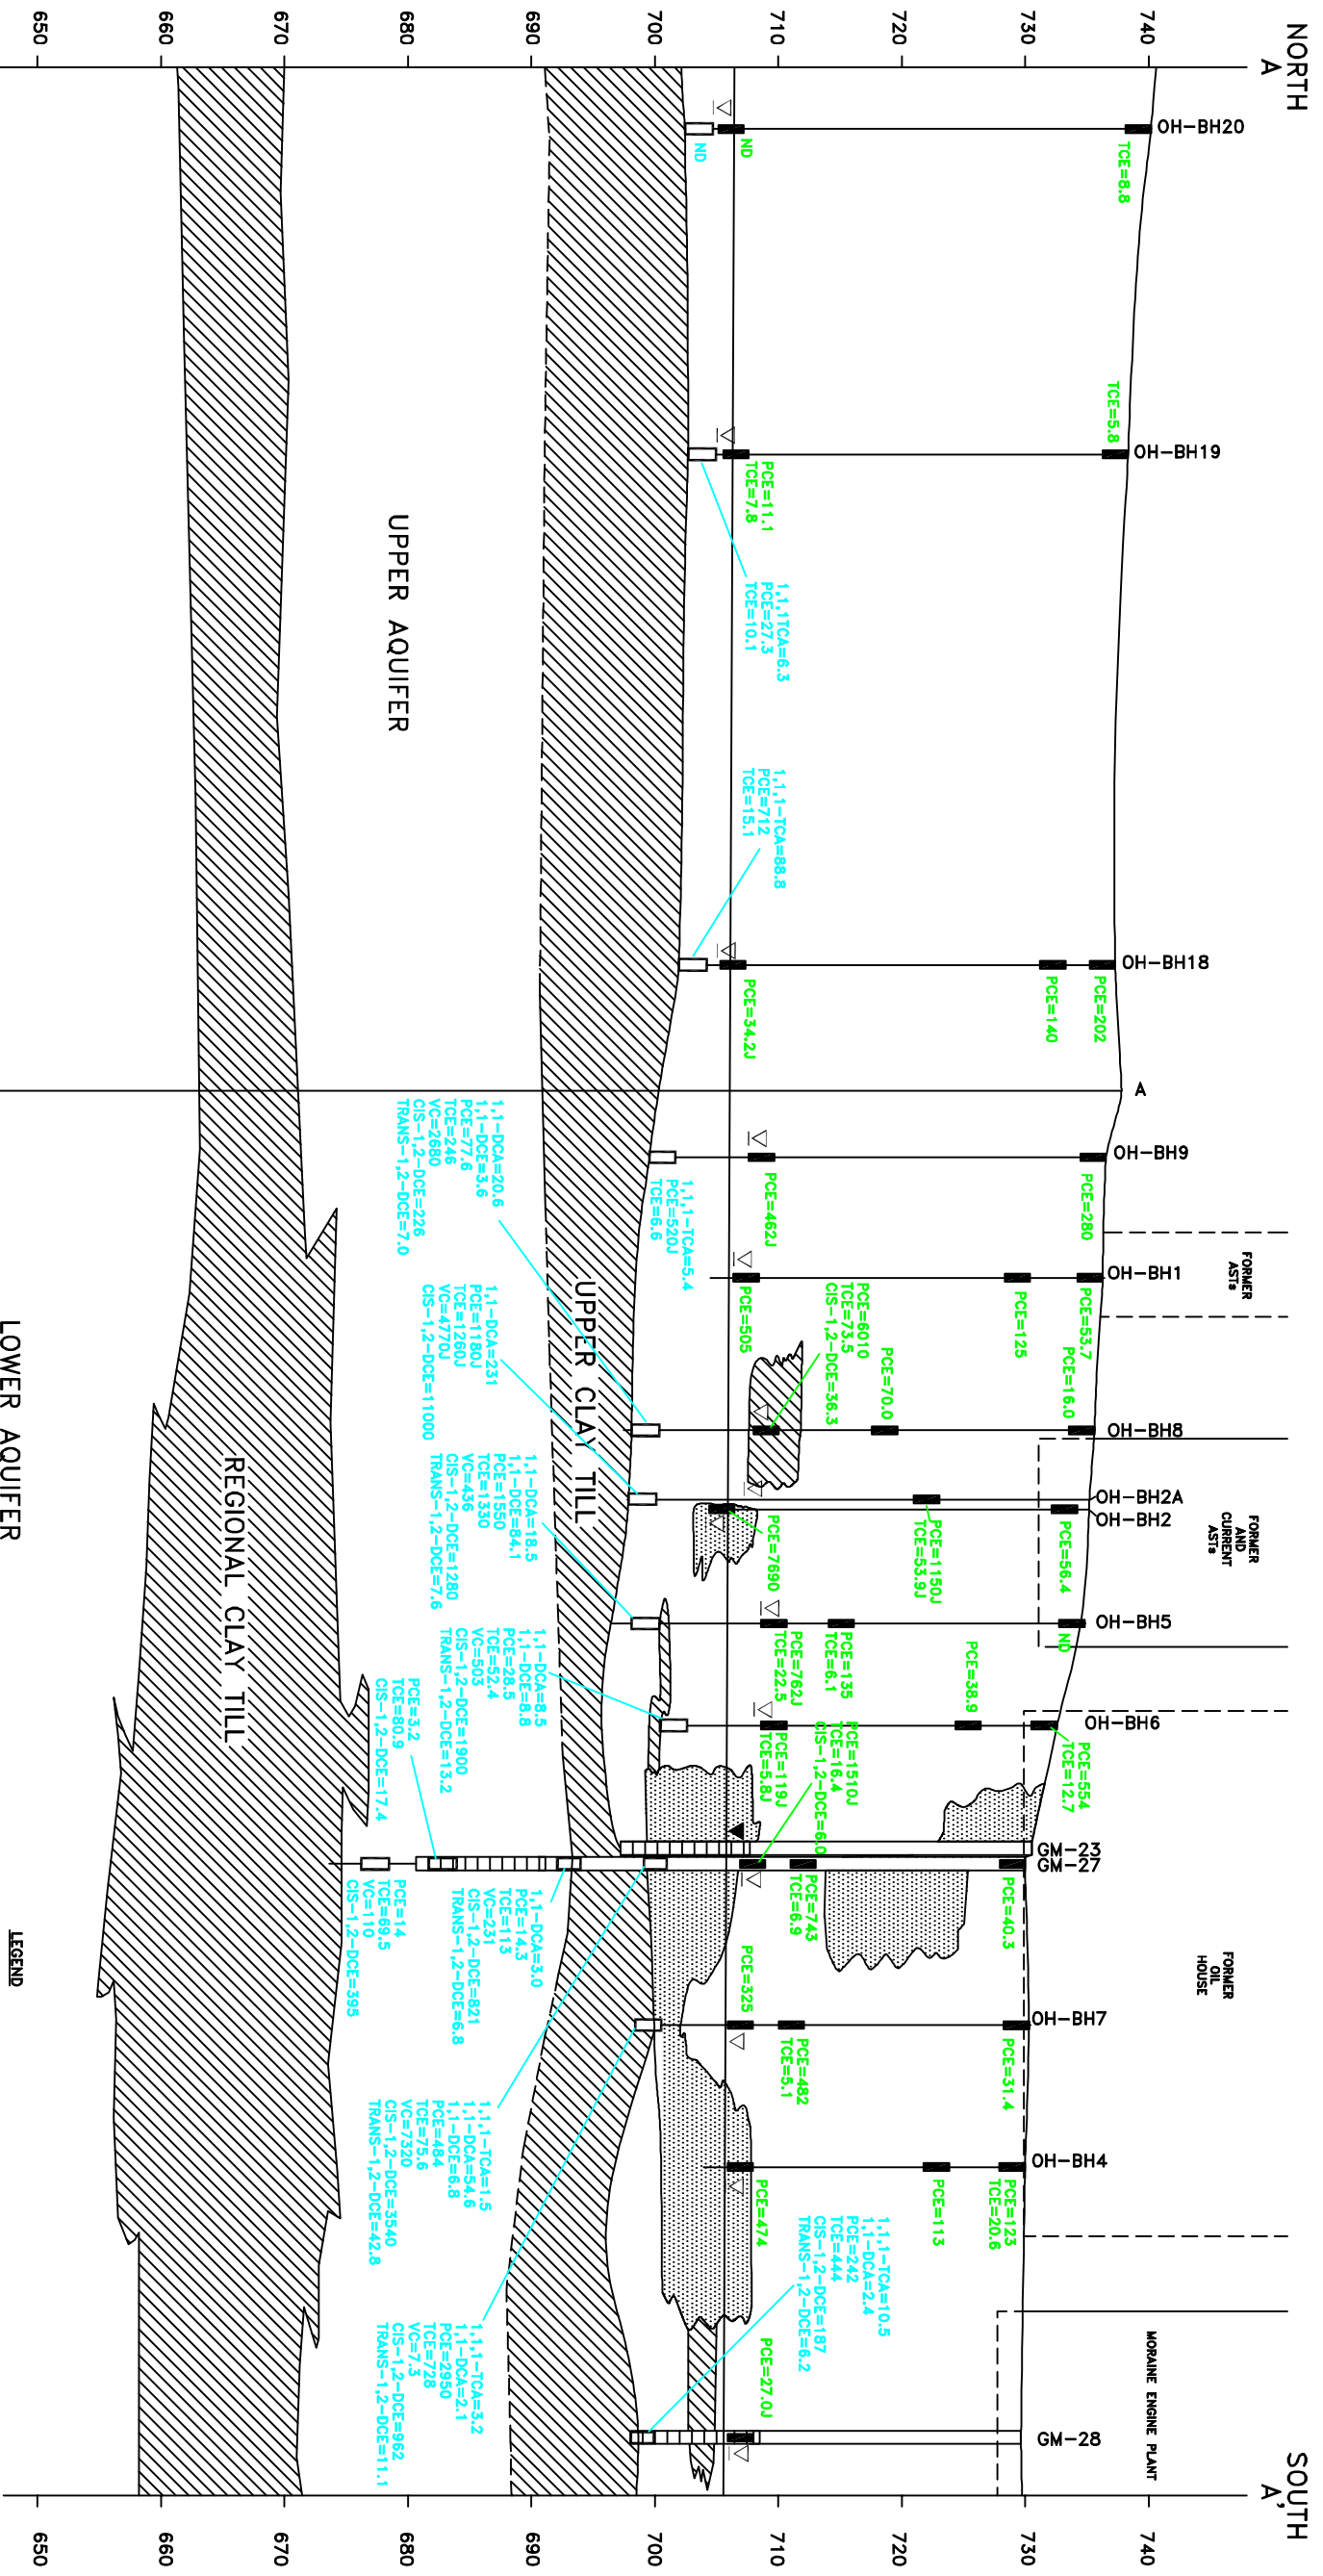 NORTH
A
SOUTH
A'
740
730
720
710
700
690
680
670
660
650
740
730
720
710
700
690
680
670
660
650
OH-BH20
TCE=8.8
ND
ND
OH-BH19
TCE=5.8
PCE=11.1
TCE=7.8
1,1,1TCA=6.3
PCE=27.3
TCE=10.1
OH-BH18
PCE=202
PCE=140
PCE=34.2J
1,1,1-TCA=88.8
PCE=712
TCE=15.1
A
OH-BH9
PCE=280
PCE=462J
1,1,1-TCA=5.4
PCE=520J
TCE=6.6
FORMER
ASTs
OH-BH1
PCE=53.7
PCE=125
PCE=505
OH-BH8
PCE=16.0
PCE=70.0
PCE=6010
TCE=73.5
CIS-1,2-DCE=36.3
1,1-DCA=20.6
1,1-DCE=3.6
PCE=77.6
TCE=246
VC=2680
CIS-1,2-DCE=226
TRANS-1,2-DCE=7.0
FORMER
AND
CURRENT
ASTs
OH-BH2A
OH-BH2
PCE=56.4
PCE=1150J
TCE=53.9J
PCE=7690
1,1-DCA=231
PCE=1180J
TCE=1260J
VC=4770J
CIS-1,2-DCE=11000
OH-BH5
ND
PCE=135
TCE=6.1
PCE=762J
TCE=22.5
1,1-DCA=18.5
1,1-DCE=84.1
PCE=1550
TCE=1330
VC=436
CIS-1,2-DCE=1280
TRANS-1,2-DCE=7.6
OH-BH6
PCE=554
TCE=12.7
PCE=38.9
PCE=119J
TCE=5.8J
1,1-DCA=8.5
1,1-DCE=8.8
PCE=28.5
TCE=52.4
VC=503
CIS-1,2-DCE=1900
TRANS-1,2-DCE=13.2
FORMER
OIL
HOUSE
GM-23
GM-27
PCE=40.3
PCE=743
TCE=6.9
PCE=1510J
TCE=16.4
CIS-1,2-DCE=6.0
PCE=3.2
TCE=80.9
CIS-1,2-DCE=17.4
1,1-DCA=3.0
PCE=14.3
TCE=113
VC=231
CIS-1,2-DCE=821
TRANS-1,2-DCE=6.8
PCE=14
TCE=69.5
VC=110
CIS-1,2-DCE=395
1,1,1-TCA=1.5
1,1-DCA=54.6
1,1-DCE=6.8
PCE=484
TCE=75.6
VC=7320
CIS-1,2-DCE=3540
TRANS-1,2-DCE=42.8
OH-BH7
PCE=31.4
PCE=482
TCE=5.1
PCE=325
1,1,1-TCA=3.2
1,1-DCA=2.1
PCE=2950
TCE=728
VC=7.3
CIS-1,2-DCE=962
TRANS-1,2-DCE=11.1
OH-BH4
PCE=123
TCE=20.6
PCE=113
PCE=474
MORAINE ENGINE PLANT
GM-28
PCE=27.0J
1,1,1-TCA=10.5
1,1-DCA=2.4
PCE=242
TCE=444
CIS-1,2-DCE=187
TRANS-1,2-DCE=6.2
UPPER CLAY TILL
UPPER AQUIFER
REGIONAL CLAY TILL
LOWER AQUIFER
LEGEND